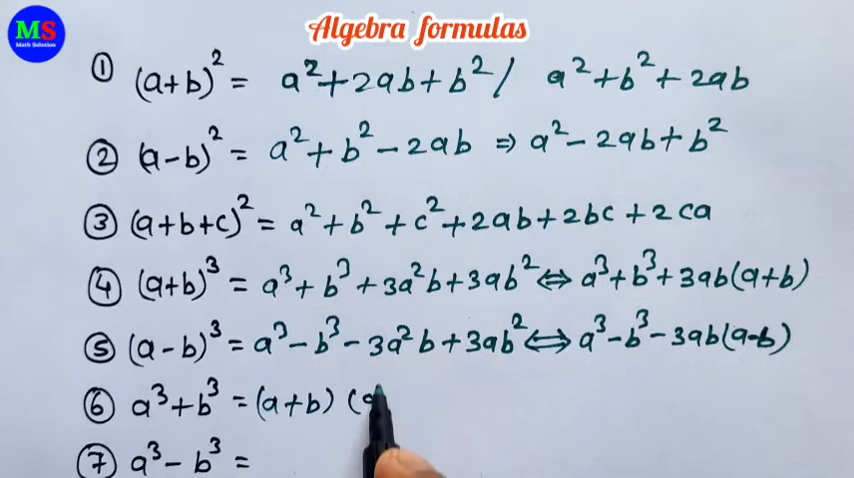 MS
Math Solution
Algebra formulas
① (a+b)² = a²+2ab+b² / a²+b²+2ab
② (a-b)² = a²+b²-2ab ⇒ a²-2ab+b²
③ (a+b+c)² = a²+b²+c²+2ab+2bc+2ca
④ (a+b)³ = a³+b³+3a²b+3ab² ⇔ a³+b³+3ab(a+b)
⑤ (a-b)³ = a³-b³-3a²b+3ab² ⇔ a³-b³-3ab(a-b)
⑥ a³+b³ = (a+b) (
⑦ a³-b³ =